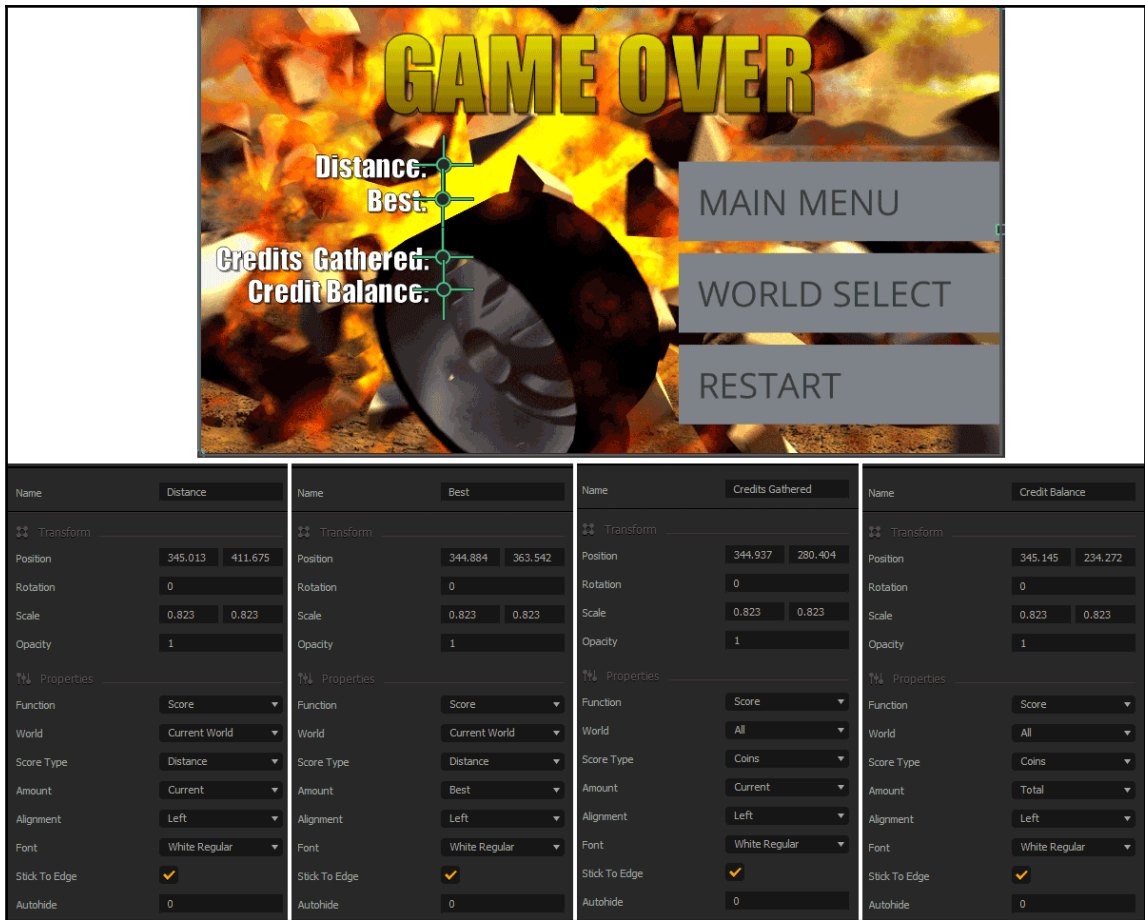 GAME OVER
Distance:
Best:
Credits Gathered:
Credit Balance:
MAIN MENU
WORLD SELECT
RESTART
Name Distance
Transform
Position 345.013 411.675
Rotation 0
Scale 0.823 0.823
Opacity 1
Properties
Function Score
World Current World
Score Type Distance
Amount Current
Alignment Left
Font White Regular
Stick To Edge
Autohide 0
Name Best
Transform
Position 344.884 363.542
Rotation 0
Scale 0.823 0.823
Opacity 1
Properties
Function Score
World Current World
Score Type Distance
Amount Best
Alignment Left
Font White Regular
Stick To Edge
Autohide 0
Name Credits Gathered
Transform
Position 344.937 280.404
Rotation 0
Scale 0.823 0.823
Opacity 1
Properties
Function Score
World All
Score Type Coins
Amount Current
Alignment Left
Font White Regular
Stick To Edge
Autohide 0
Name Credit Balance
Transform
Position 345.145 234.272
Rotation 0
Scale 0.823 0.823
Opacity 1
Properties
Function Score
World All
Score Type Coins
Amount Total
Alignment Left
Font White Regular
Stick To Edge
Autohide 0